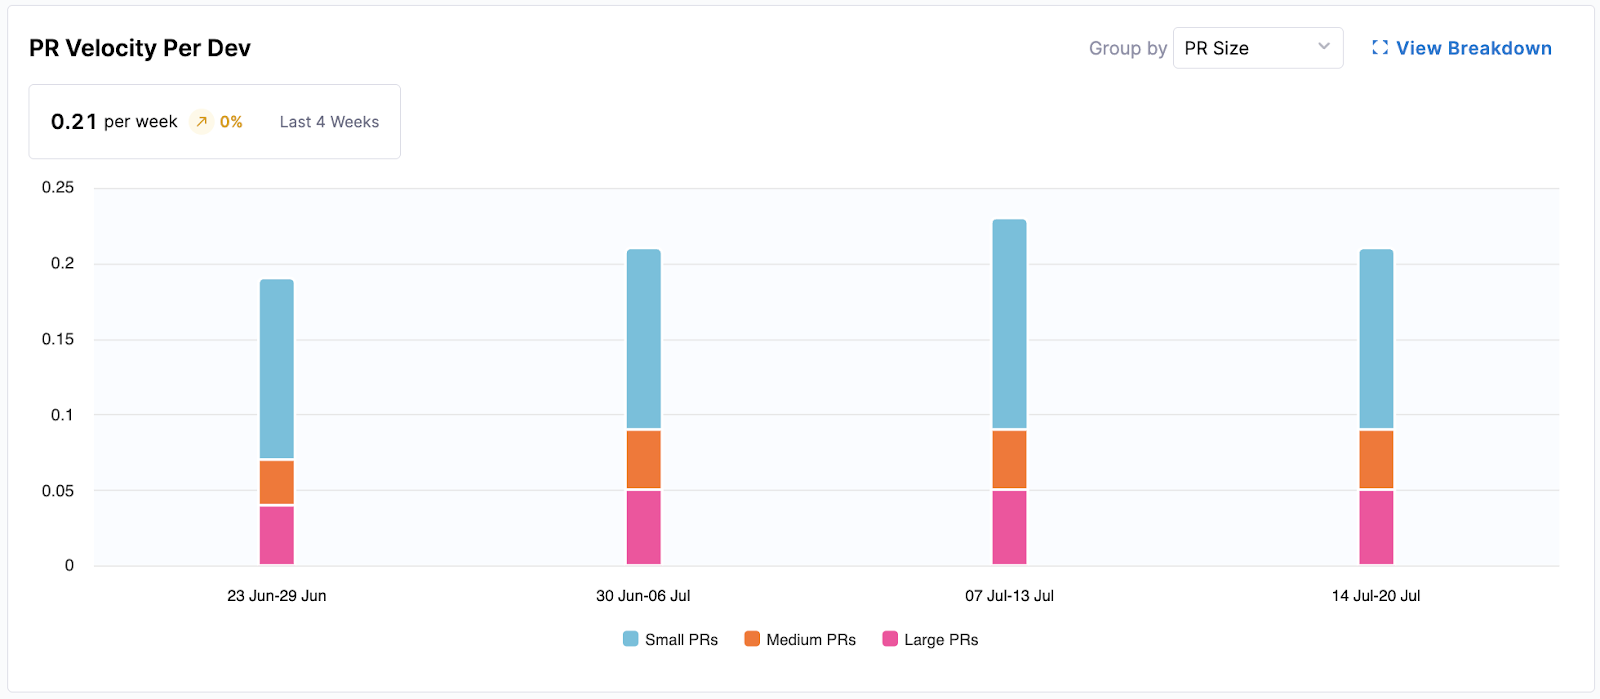 PR Velocity Per Dev
Group by PR Size View Breakdown
0.21 per week 0% Last 4 Weeks
0.25
0.2
0.15
0.1
0.05
0
23 Jun-29 Jun 30 Jun-06 Jul 07 Jul-13 Jul 14 Jul-20 Jul
Small PRs Medium PRs Large PRs